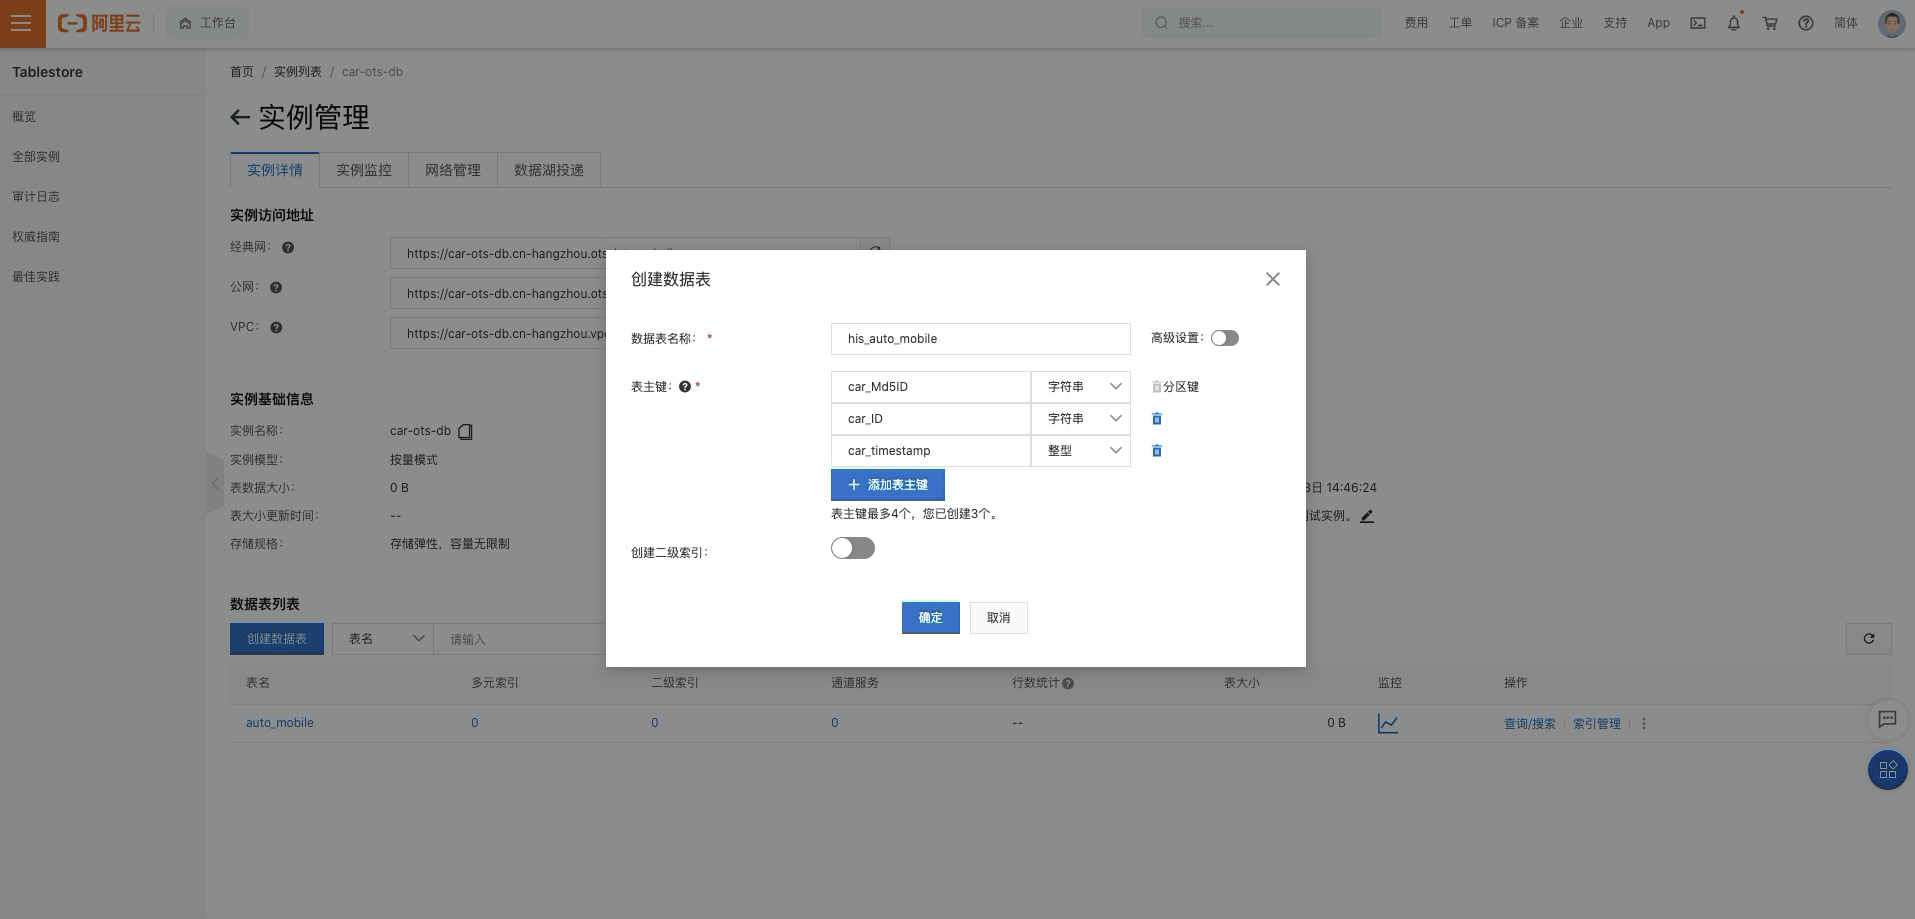 阿里云
工作台
搜索...
费用
工单
ICP 备案
企业
支持
App
简体
Tablestore
概览
全部实例
审计日志
权威指南
最佳实践
首页 / 实例列表 / car-ots-db
实例管理
实例详情
实例监控
网络管理
数据湖投递
实例访问地址
经典网：
https://car-ots-db.cn-hangzhou.ots
公网：
https://car-ots-db.cn-hangzhou.ots
VPC：
https://car-ots-db.cn-hangzhou.vpc
实例基础信息
实例名称：
car-ots-db
实例模型：
按量模式
表数据大小：
0 B
日 14:46:24
表大小更新时间：
--
试实例。
存储规格：
存储弹性，容量无限制
创建数据表
数据表名称： *
his_auto_mobile
高级设置：
表主键： *
car_Md5ID
字符串
分区键
car_ID
字符串
car_timestamp
整型
添加表主键
表主键最多4个，您已创建3个。
创建二级索引：
确定
取消
数据表列表
创建数据表
表名
请输入
表名
多元索引
二级索引
通道服务
行数统计
表大小
监控
操作
auto_mobile
0
0
0
--
0 B
查询/搜索
索引管理